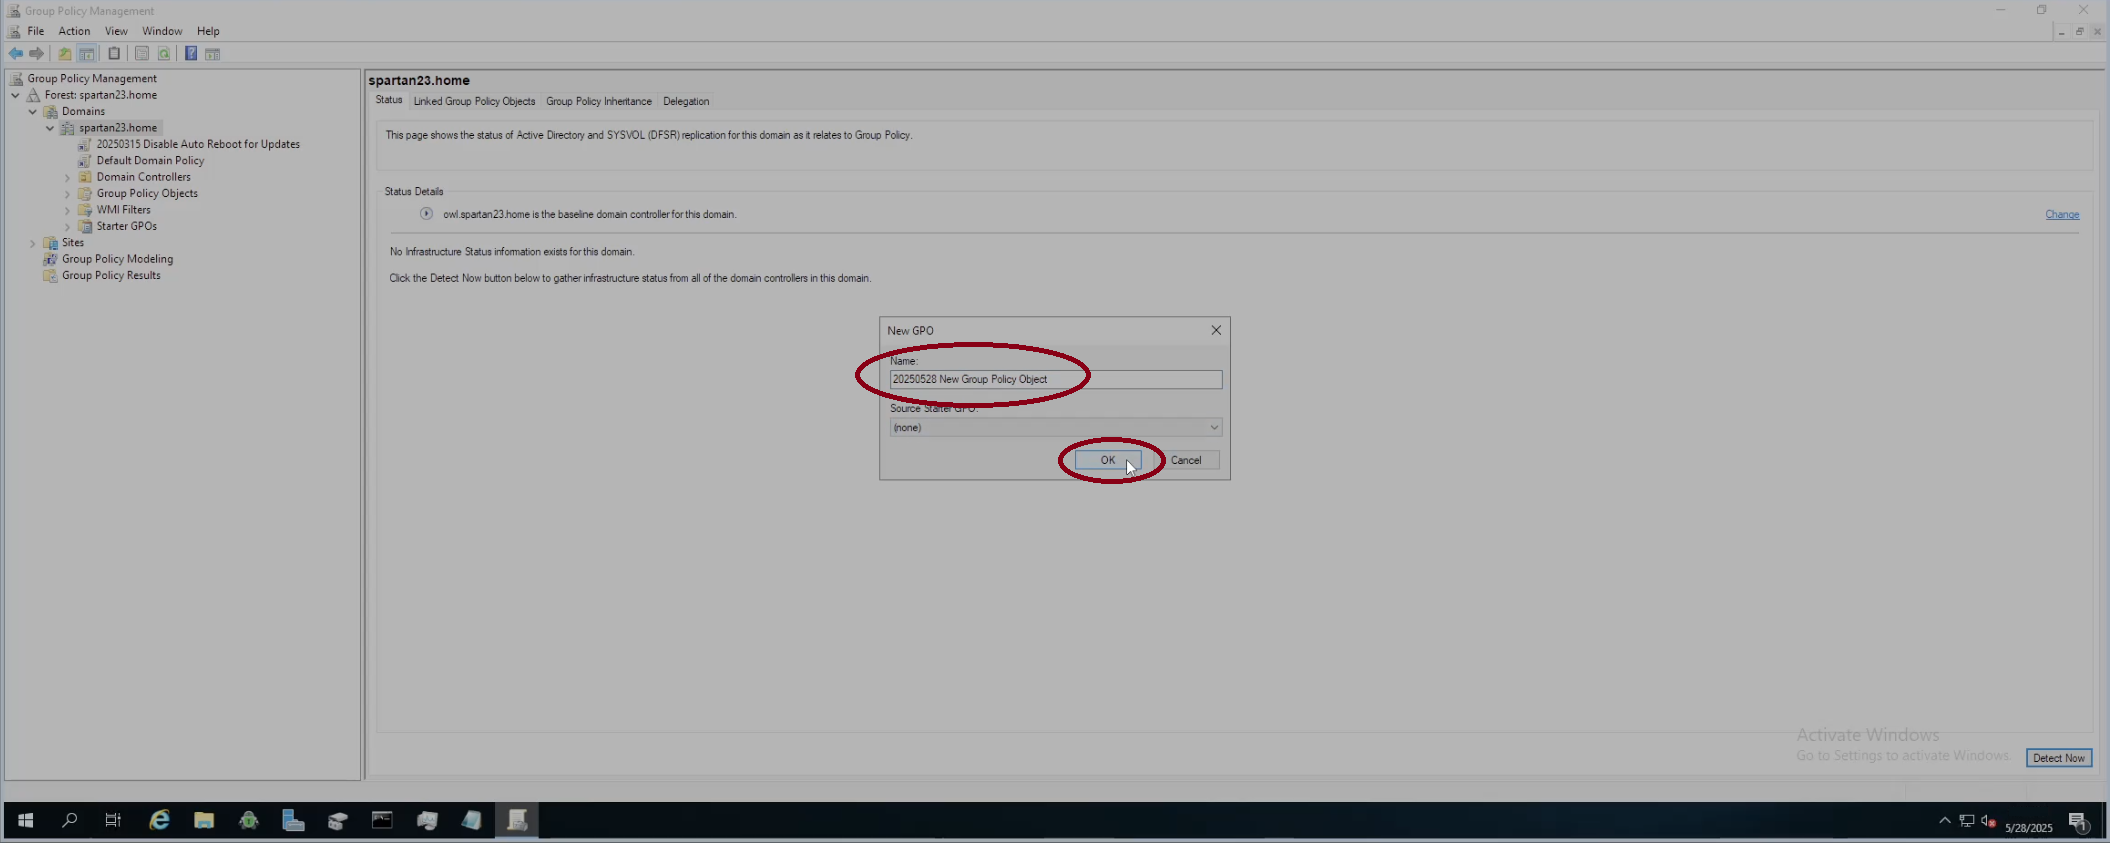 Group Policy Management
File Action View Window Help
Group Policy Management
Forest: spartan23.home
Domains
spartan23.home
20250315 Disable Auto Reboot for Updates
Default Domain Policy
Domain Controllers
Group Policy Objects
WMI Filters
Starter GPOs
Sites
Group Policy Modeling
Group Policy Results
spartan23.home
Status Linked Group Policy Objects Group Policy Inheritance Delegation
This page shows the status of Active Directory and SYSVOL (DFSR) replication for this domain as it relates to Group Policy.
Status Details
owl.spartan23.home is the baseline domain controller for this domain.
Change
No Infrastructure Status information exists for this domain.
Click the Detect Now button below to gather infrastructure status from all of the domain controllers in this domain.
New GPO
Name:
20250528 New Group Policy Object
Source Starter GPO:
(none)
OK Cancel
Activate Windows
Go to Settings to activate Windows.
Detect Now
5/28/2025
1